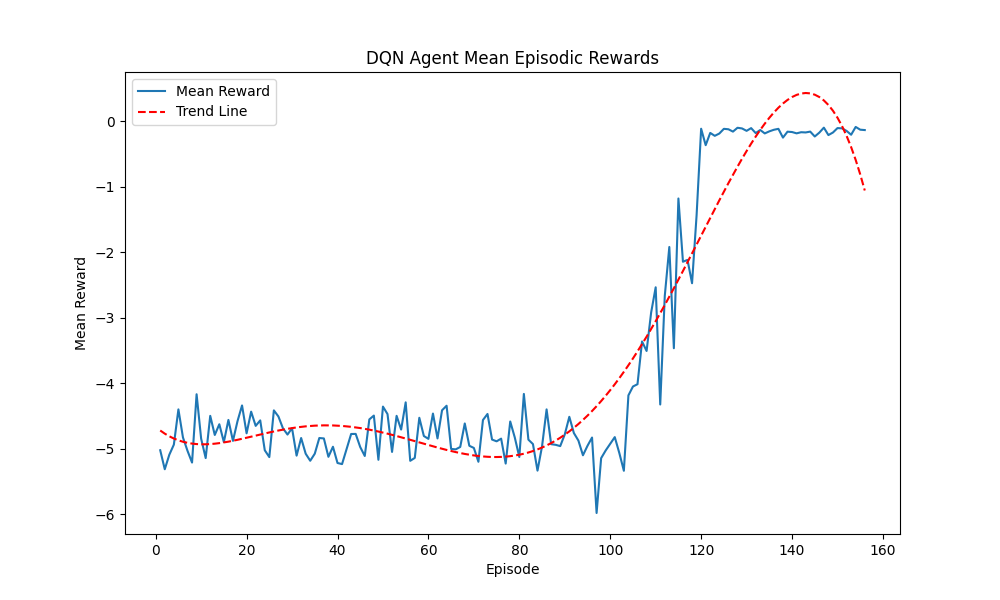 DQN Agent Mean Episodic Rewards
Mean Reward
Trend Line
0
−1
−2
−3
−4
−5
−6
Mean Reward
0 20 40 60 80 100 120 140 160
Episode